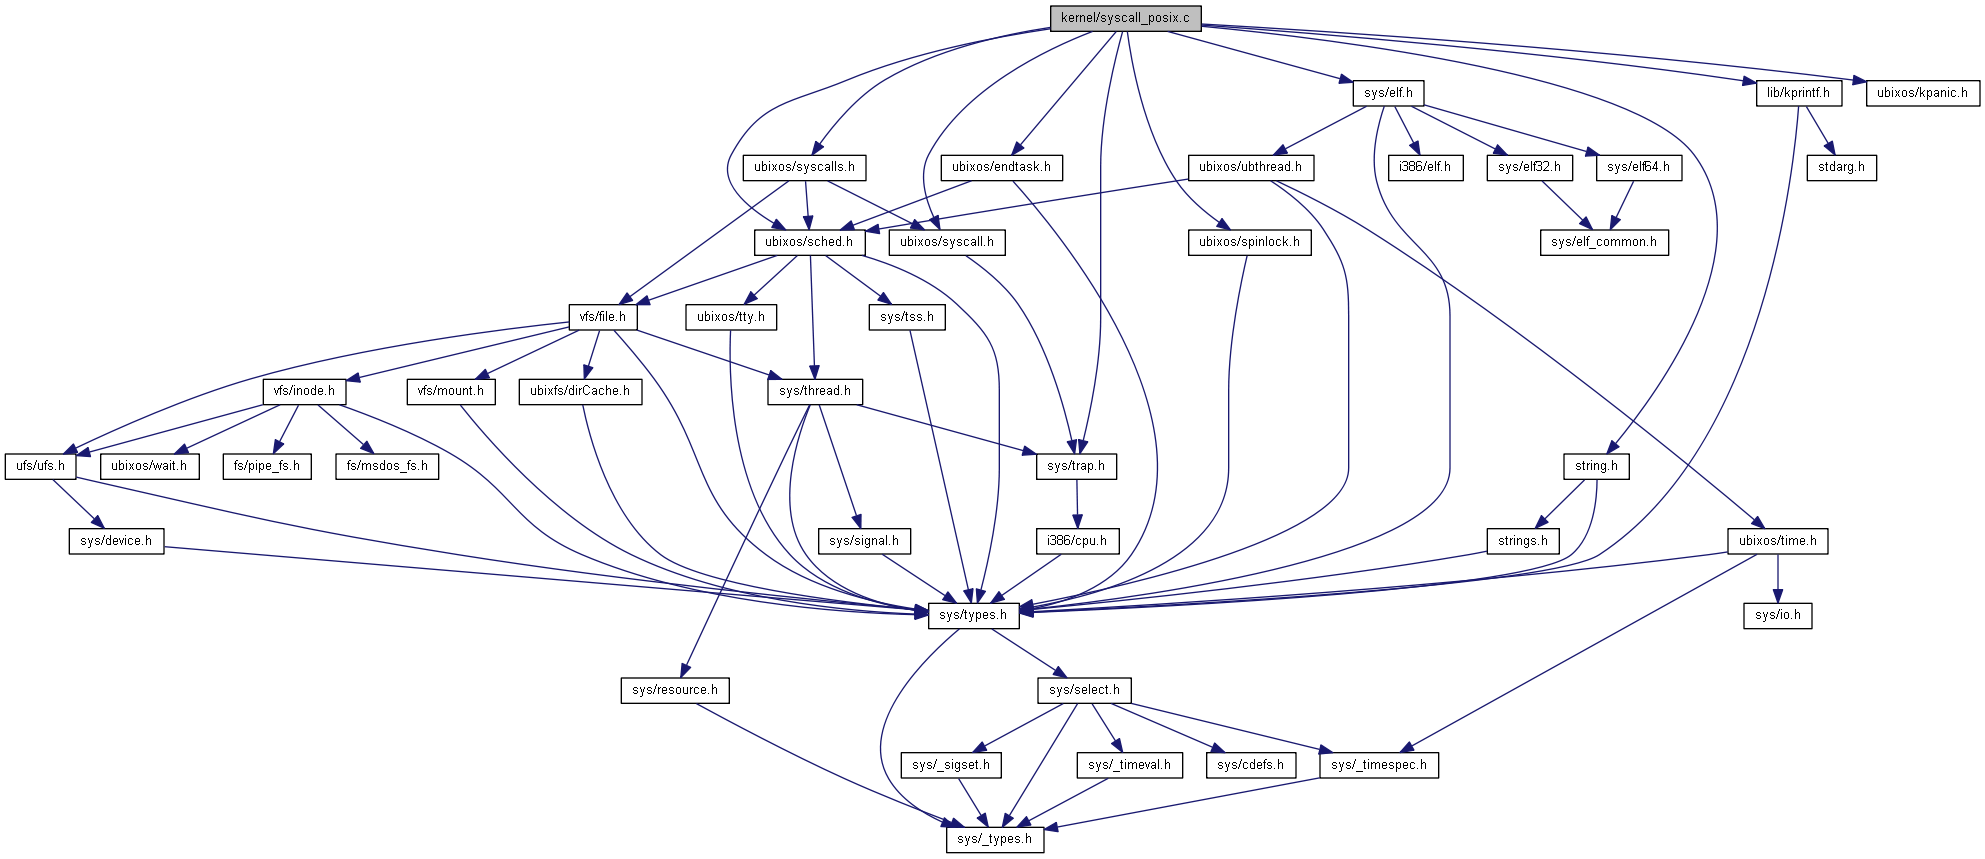 kernel/syscall_posix.c
sys/elf.h
lib/kprintf.h
ubixos/kpanic.h
ubixos/syscalls.h
ubixos/endtask.h
ubixos/ubthread.h
i386/elf.h
sys/elf32.h
sys/elf64.h
stdarg.h
ubixos/sched.h
ubixos/syscall.h
ubixos/spinlock.h
sys/elf_common.h
vfs/file.h
ubixos/tty.h
sys/tss.h
vfs/inode.h
vfs/mount.h
ubixfs/dirCache.h
sys/thread.h
ufs/ufs.h
ubixos/wait.h
fs/pipe_fs.h
fs/msdos_fs.h
sys/trap.h
string.h
sys/device.h
sys/signal.h
i386/cpu.h
strings.h
ubixos/time.h
sys/types.h
sys/io.h
sys/resource.h
sys/select.h
sys/_sigset.h
sys/_timeval.h
sys/cdefs.h
sys/_timespec.h
sys/_types.h